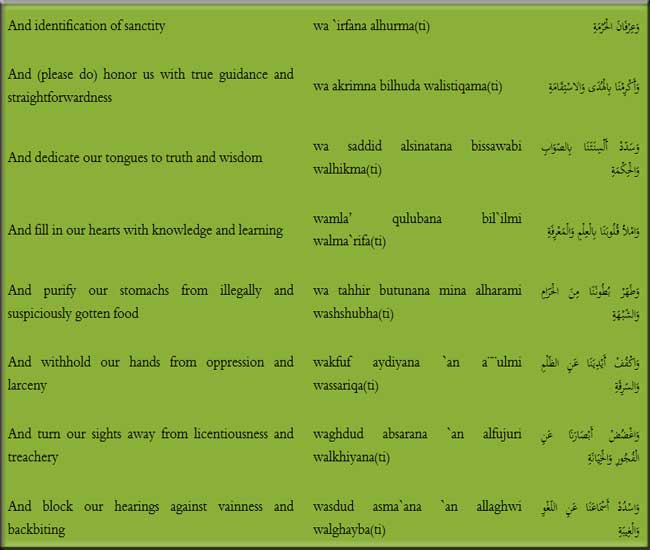 And identification of sanctity
wa `irfana alhurma(ti)
وَعِرْفَانَ الْحُرْمَةِ
And (please do) honor us with true guidance and
straightforwardness
wa akrimna bilhuda walistiqama(ti)
وَأَكْرِمْنَا بِالْهُدَى وَالاسْتِقَامَةِ
And dedicate our tongues to truth and wisdom
wa saddid alsinatana bissawabi
walhikma(ti)
وَسَدِّدْ أَلْسِنَتَنَا بِالصَّوَابِ
وَالْحِكْمَةِ
And fill in our hearts with knowledge and learning
wamla' qulubana bil`ilmi
walma`rifa(ti)
وَامْلأْ قُلُوبَنَا بِالْعِلْمِ وَالْمَعْرِفَةِ
And purify our stomachs from illegally and
suspiciously gotten food
wa tahhir butunana mina alharami
washshubha(ti)
وَطَهِّرْ بُطُونَنَا مِنَ الْحَرَامِ
وَالشُّبْهَةِ
And withhold our hands from oppression and
larceny
wakfuf aydiyana `an a¨¨ulmi
wassariqa(ti)
وَاكْفُفْ أَيْدِيَنَا عَنِ الظُّلْمِ
وَالسَّرِقَةِ
And turn our sights away from licentiousness and
treachery
waghdud absarana `an alfujuri
walkhiyana(ti)
وَاغْضُضْ أَبْصَارَنَا عَنِ
الْفُجُورِ وَالْخِيَانَةِ
And block our hearings against vainness and
backbiting
wasdud asma`ana `an allaghwi
walghayba(ti)
وَاسْدُدْ أَسْمَاعَنَا عَنِ اللَّغْوِ
وَالْغِيبَةِ